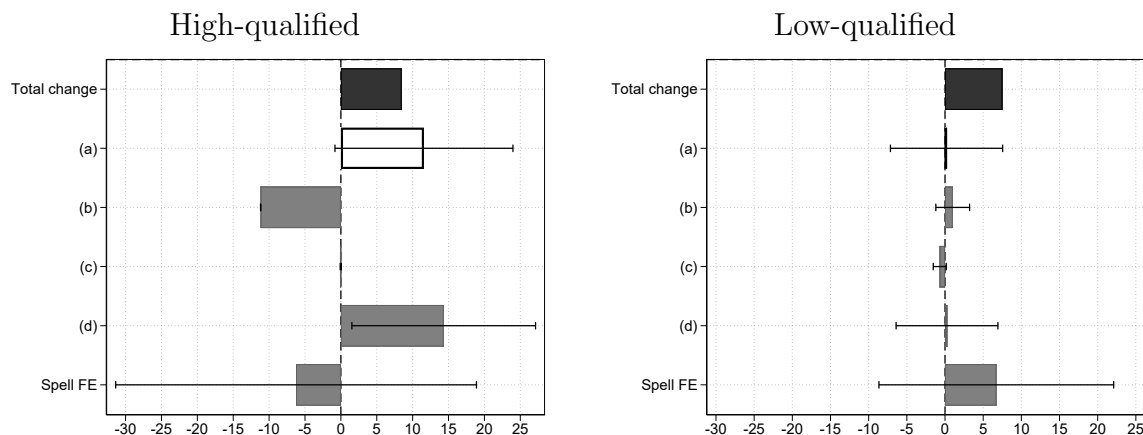 High-qualified
Total change
(a)
(b)
(c)
(d)
Spell FE
-30 -25 -20 -15 -10 -5 0 5 10 15 20 25
Low-qualified
Total change
(a)
(b)
(c)
(d)
Spell FE
-30 -25 -20 -15 -10 -5 0 5 10 15 20 25